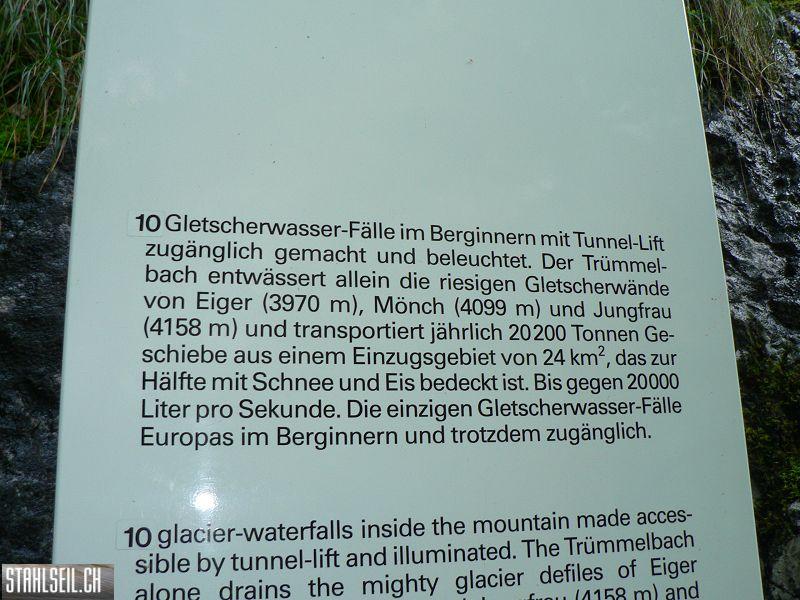 10 Gletscherwasser-Fälle im Berginnern mit Tunnel-Lift
zugänglich gemacht und beleuchtet. Der Trümmel-
bach entwässert allein die riesigen Gletscherwände
von Eiger (3970 m), Mönch (4099 m) und Jungfrau
(4158 m) und transportiert jährlich 20200 Tonnen Ge-
schiebe aus einem Einzugsgebiet von 24 km², das zur
Hälfte mit Schnee und Eis bedeckt ist. Bis gegen 20000
Liter pro Sekunde. Die einzigen Gletscherwasser-Fälle
Europas im Berginnern und trotzdem zugänglich.
10 glacier-waterfalls inside the mountain made acces-
sible by tunnel-lift and illuminated. The Trümmelbach
alone drains the mighty glacier defiles of Eiger
(4158 m) and
STAHLSEIL.CH